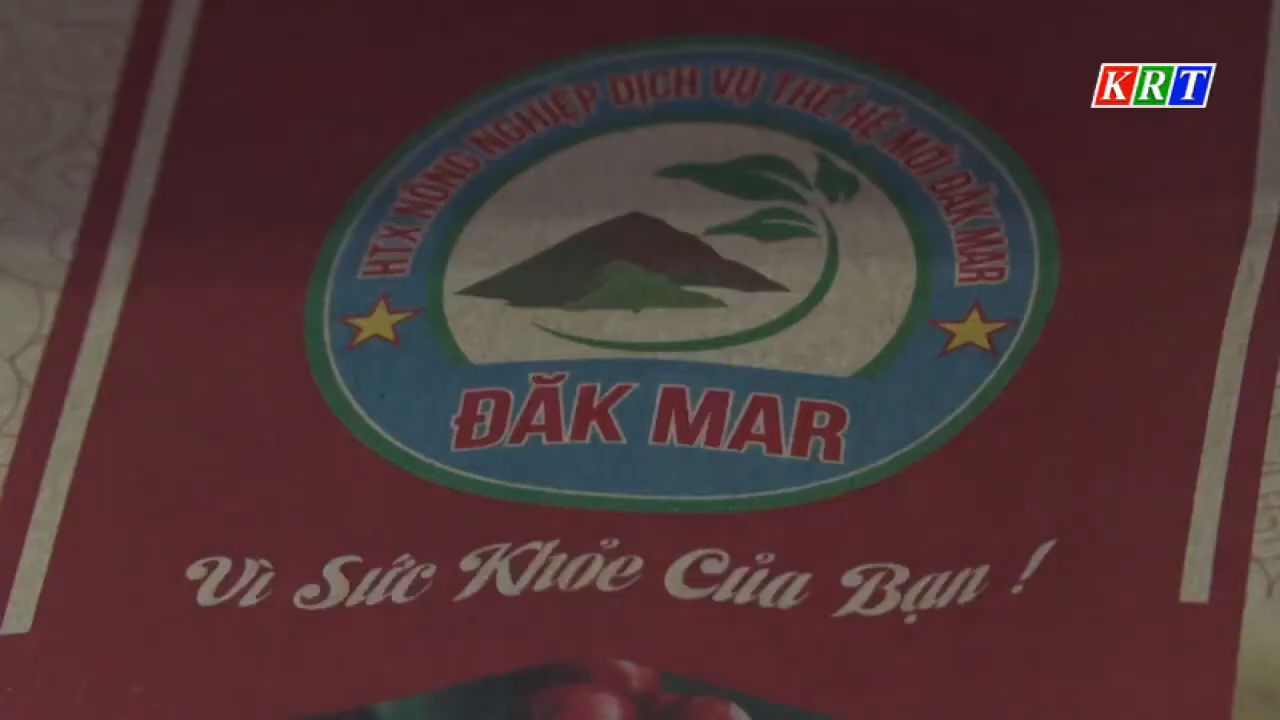 KRT
HTX NÔNG NGHIỆP DỊCH VỤ THẾ HỆ MỚI ĐĂK MAR
ĐĂK MAR
Vì Sức Khỏe Của Bạn !